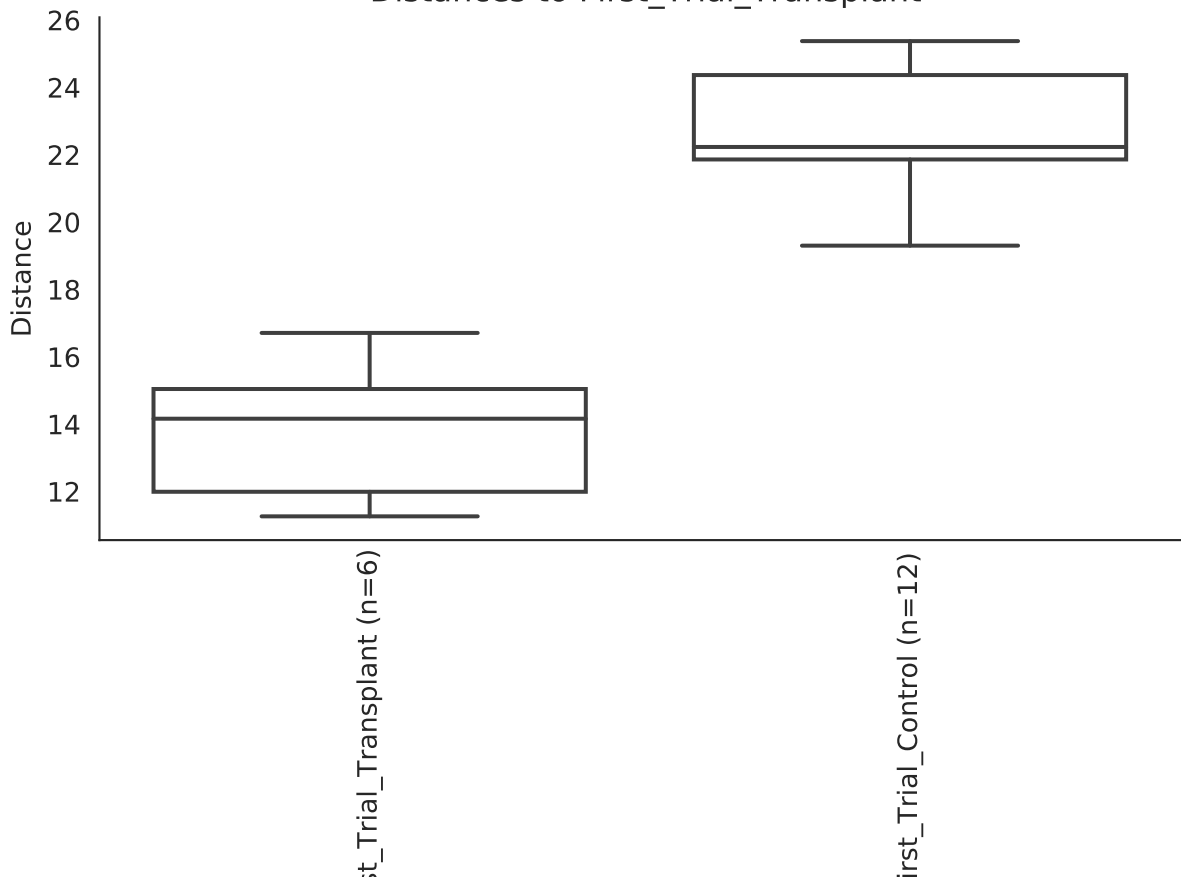 Distances to First_Trial_Transplant
26
24
22
20
18
16
14
12
Distance
st_Trial_Transplant (n=6)
irst_Trial_Control (n=12)